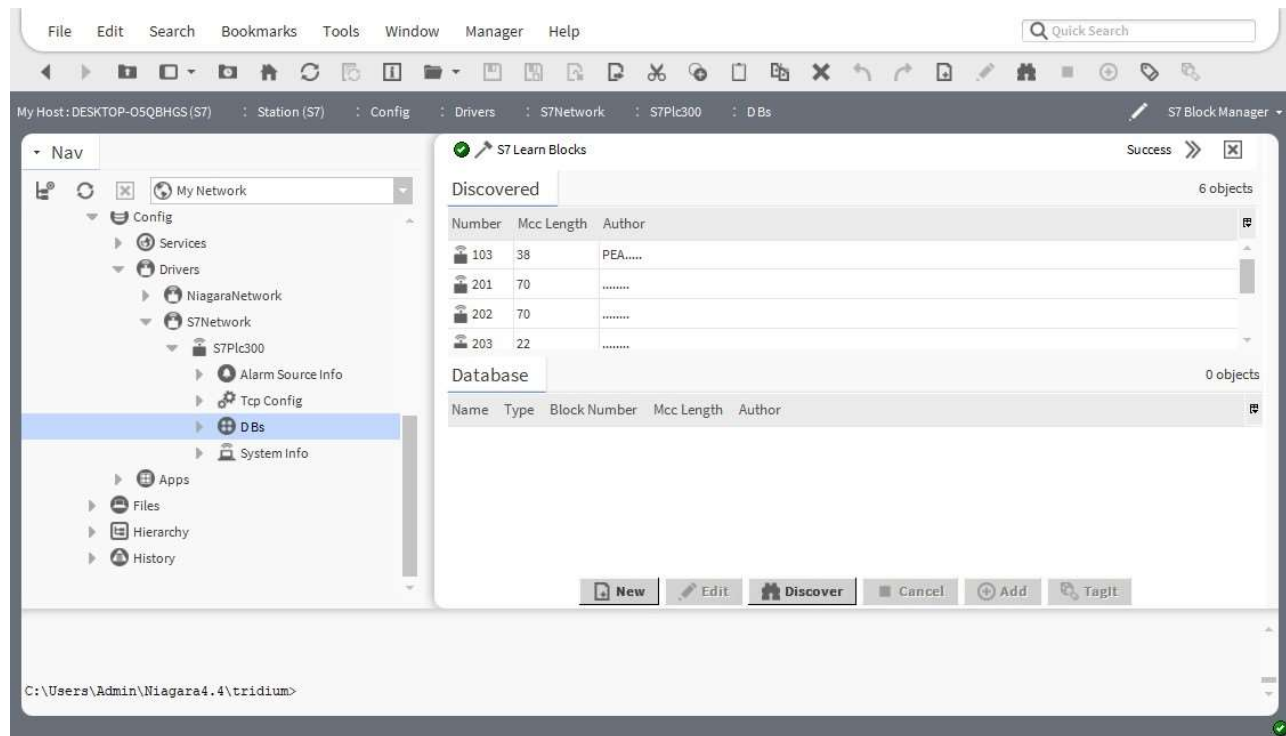 File Edit Search Bookmarks Tools Window Manager Help
Quick Search
My Host : DESKTOP-O5QBHGS (S7) : Station (S7) : Config : Drivers : S7Network : S7Plc300 : DBs
S7 Block Manager
Nav
My Network
Config
Services
Drivers
NiagaraNetwork
S7Network
S7Plc300
Alarm Source Info
Tcp Config
DBs
System Info
Apps
Files
Hierarchy
History
S7 Learn Blocks
Success
Discovered
6 objects
Number Mcc Length Author
103 38 PEA.....
201 70 ........
202 70 ........
203 22 ........
Database
0 objects
Name Type Block Number Mcc Length Author
New Edit Discover Cancel Add TagIt
C:\Users\Admin\Niagara4.4\tridium>